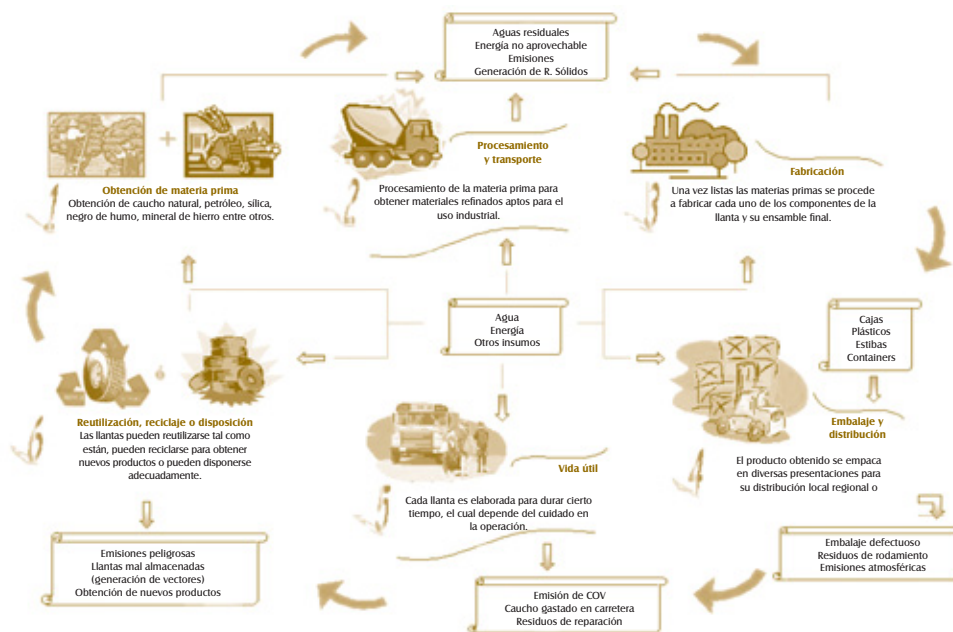 Aguas residuales
Energía no aprovechable
Emisiones
Generación de R. Sólidos
1
Obtención de materia prima
Obtención de caucho natural, petróleo, sílica,
negro de humo, mineral de hierro entre otros.
2
Procesamiento
y transporte
Procesamiento de la materia prima para
obtener materiales refinados aptos para el
uso industrial.
3
Fabricación
Una vez listas las materias primas se procede
a fabricar cada uno de los componentes de la
llanta y su ensamble final.
Agua
Energía
Otros insumos
Cajas
Plásticos
Estibas
Containers
4
Embalaje y
distribución
El producto obtenido se empaca
en diversas presentaciones para
su distribución local regional o
Embalaje defectuoso
Residuos de rodamiento
Emisiones atmosféricas
5
Vida útil
Cada llanta es elaborada para durar cierto
tiempo, el cual depende del cuidado en
la operación.
Emisión de COV
Caucho gastado en carretera
Residuos de reparación
6
ó
Reutilización, reciclaje o disposición
Las llantas pueden reutilizarse tal como
están, pueden reciclarse para obtener
nuevos productos o pueden disponerse
adecuadamente.
Emisiones peligrosas
Llantas mal almacenadas
(generación de vectores)
Obtención de nuevos productos